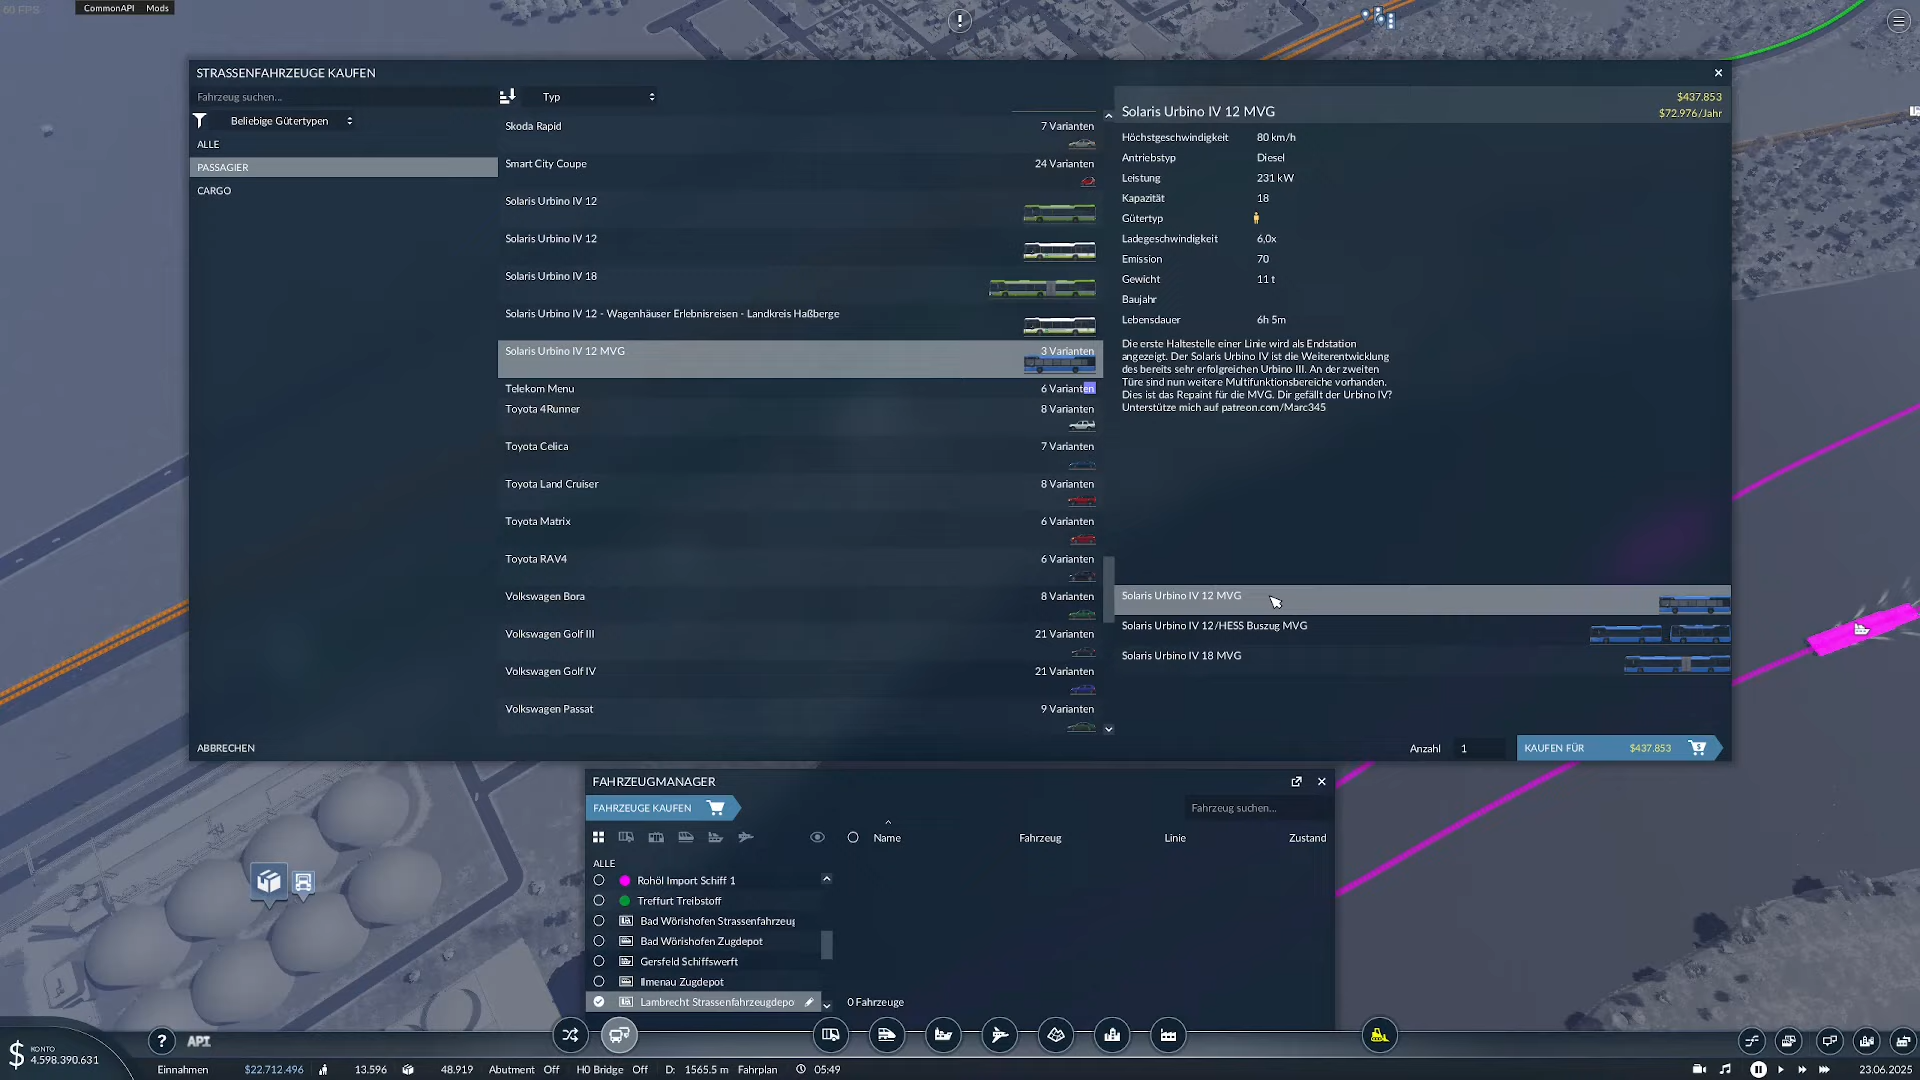 60 FPS
CommonAPI Mods
!
STRASSENFAHRZEUGE KAUFEN
Fahrzeug suchen...
Typ
Beliebige Gütertypen
ALLE
PASSAGIER
CARGO
Skoda Rapid 7 Varianten
Smart City Coupe 24 Varianten
Solaris Urbino IV 12
Solaris Urbino IV 12
Solaris Urbino IV 18
Solaris Urbino IV 12 - Wagenhäuser Erlebnisreisen - Landkreis Haßberge
Solaris Urbino IV 12 MVG 3 Varianten
Telekom Menu 6 Varianten
Toyota 4Runner 8 Varianten
Toyota Celica 7 Varianten
Toyota Land Cruiser 8 Varianten
Toyota Matrix 6 Varianten
Toyota RAV4 6 Varianten
Volkswagen Bora 8 Varianten
Volkswagen Golf III 21 Varianten
Volkswagen Golf IV 21 Varianten
Volkswagen Passat 9 Varianten
ABBRECHEN
$437.853
Solaris Urbino IV 12 MVG
$72.976/Jahr
Höchstgeschwindigkeit 80 km/h
Antriebstyp Diesel
Leistung 231 kW
Kapazität 18
Gütertyp
Ladegeschwindigkeit 6,0x
Emission 70
Gewicht 11 t
Baujahr
Lebensdauer 6h 5m
Die erste Haltestelle einer Linie wird als Endstation
angezeigt. Der Solaris Urbino IV ist die Weiterentwicklung
des bereits sehr erfolgreichen Urbino III. An der zweiten
Türe sind nun weitere Multifunktionsbereiche vorhanden.
Dies ist das Repaint für die MVG. Dir gefällt der Urbino IV?
Unterstütze mich auf patreon.com/Marc345
Solaris Urbino IV 12 MVG
Solaris Urbino IV 12/HESS Buszug MVG
Solaris Urbino IV 18 MVG
Anzahl 1 KAUFEN FÜR $437.853
FAHRZEUGMANAGER
FAHRZEUGE KAUFEN
Fahrzeug suchen...
Name Fahrzeug Linie Zustand
ALLE
Rohöl Import Schiff 1
Treffurt Treibstoff
Bad Wörishofen Strassenfahrzeug
Bad Wörishofen Zugdepot
Gersfeld Schiffswerft
Ilmenau Zugdepot
Lambrecht Strassenfahrzeugdepo 0 Fahrzeuge
$ KONTO
4.598.390.631
? API
Einnahmen $22.712.496 13.596 48.919 Abutment Off H0 Bridge Off D: 1565.5 m Fahrplan 05:49
23.06.2025